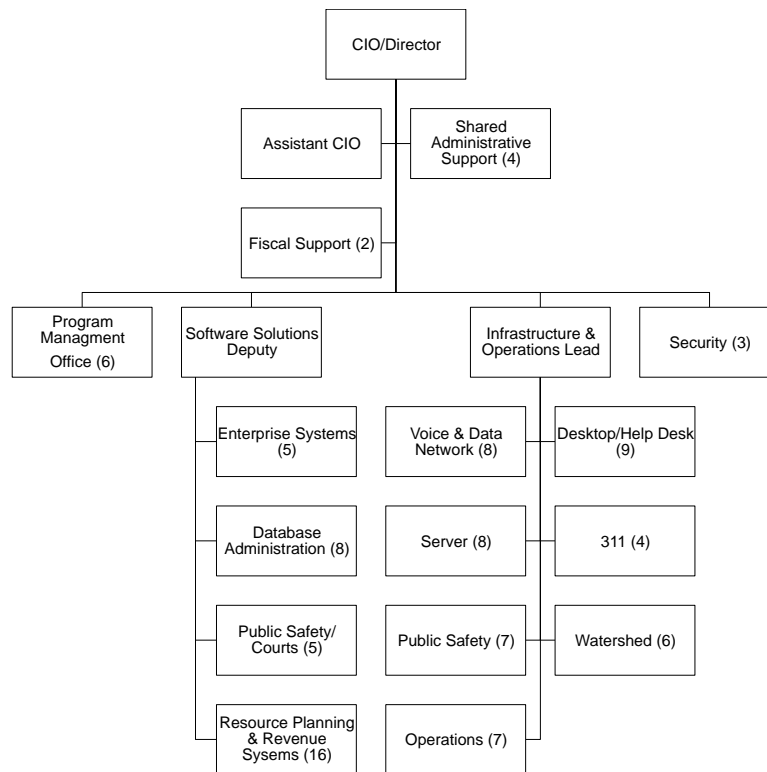 CIO/Director
Assistant CIO
Shared
Administrative
Support (4)
Fiscal Support (2)
Program
Managment
Office (6)
Software Solutions
Deputy
Infrastructure &
Operations Lead
Security (3)
Enterprise Systems
(5)
Voice & Data
Network (8)
Desktop/Help Desk
(9)
Database
Administration (8)
Server (8)
311 (4)
Public Safety/
Courts (5)
Public Safety (7)
Watershed (6)
Resource Planning
& Revenue
Sysems (16)
Operations (7)